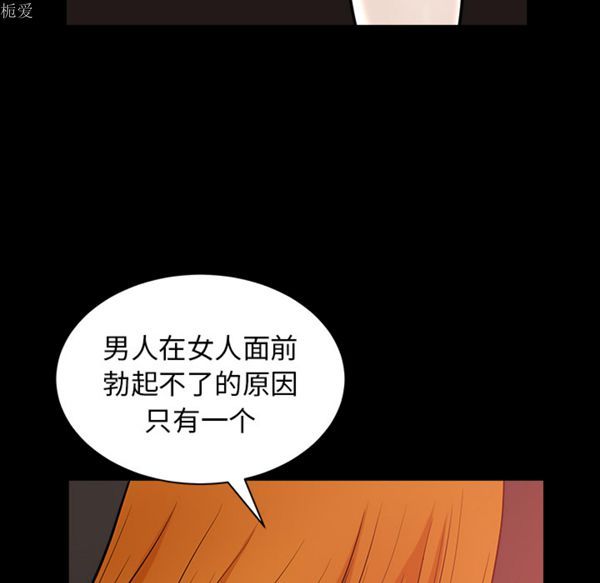 栀爱
男人在女人面前
勃起不了的原因
只有一个